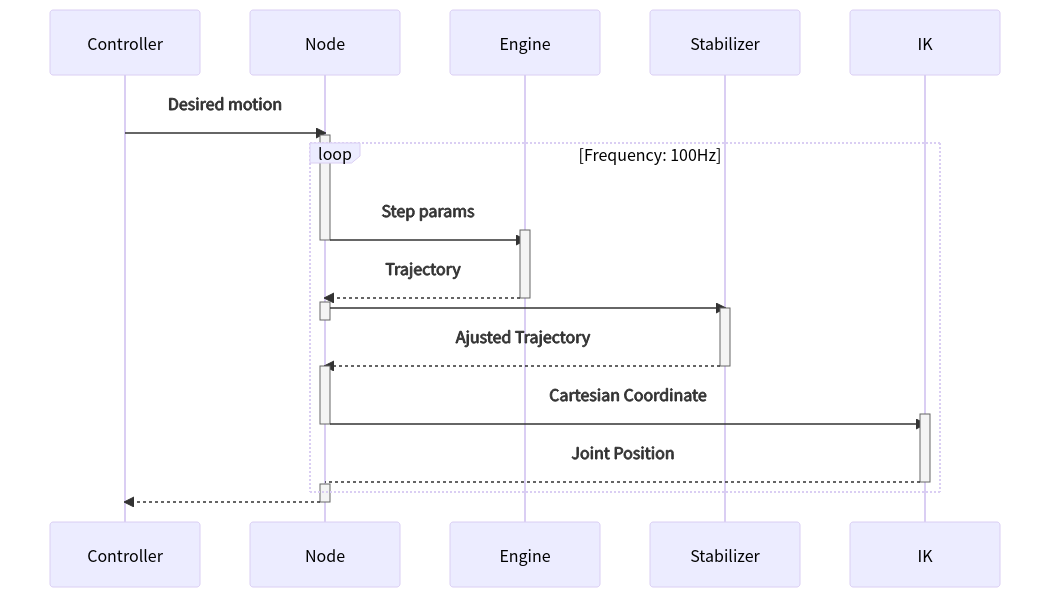 Controller Node Engine Stabilizer IK
Desired motion
loop [Frequency: 100Hz]
Step params
Trajectory
Ajusted Trajectory
Cartesian Coordinate
Joint Position
Controller Node Engine Stabilizer IK